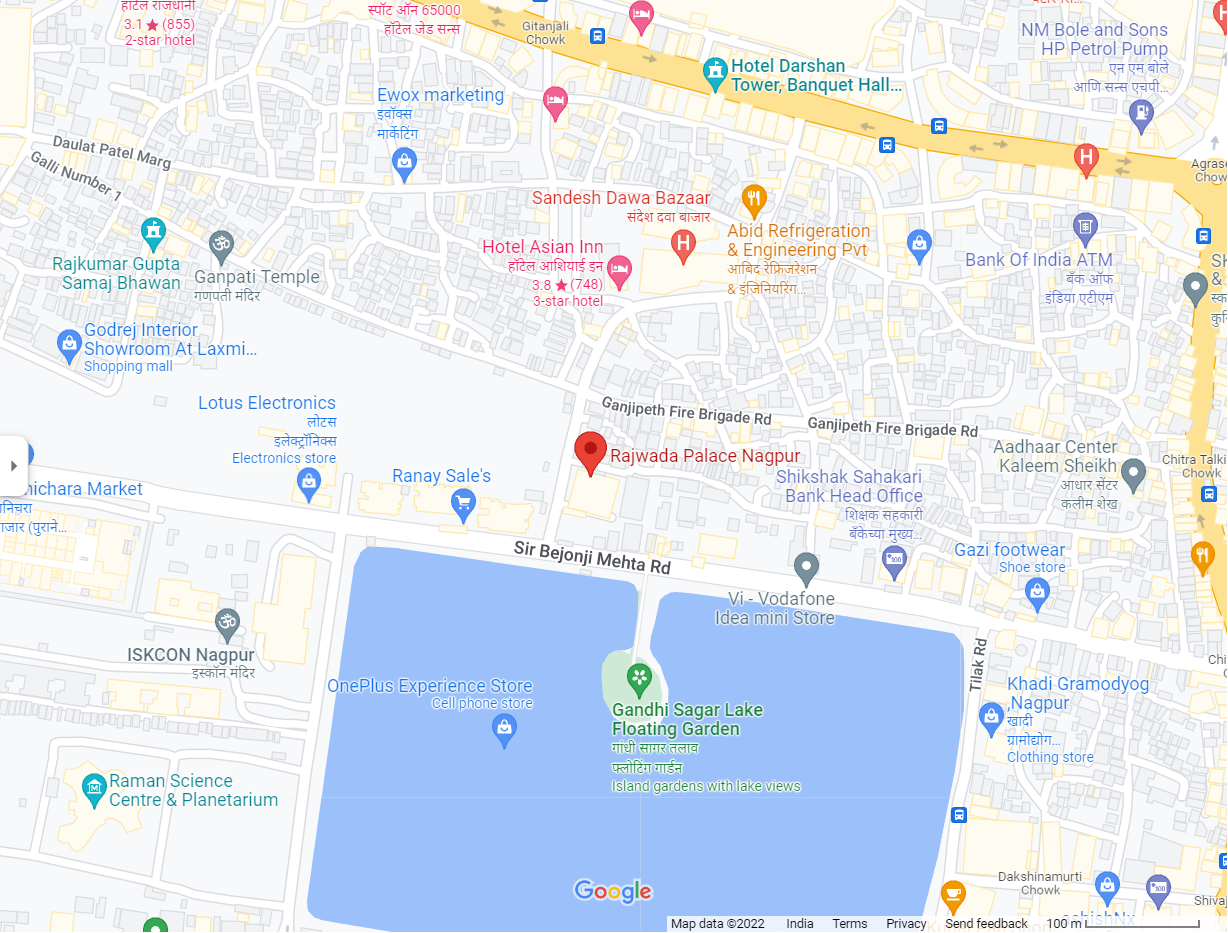 हॉटेल राजधानी
3.1 ★ (855)
2-star hotel
स्पॉट ऑन 65000
हॉटेल जेड सन्स
Gitanjali
Chowk
NM Bole and Sons
HP Petrol Pump
एन एम बोले
आणि सन्स एचपी...
Hotel Darshan
Tower, Banquet Hall...
Ewox marketing
इवॉक्स
मार्केटिंग
Daulat Patel Marg
Galli Number 1
Agrase
Chow
Sandesh Dawa Bazaar
संदेश दवा बाजार
Abid Refrigeration
& Engineering Pvt
आबिद रेफ्रिजरेशन
& इंजिनियरिंग...
Hotel Asian Inn
हॉटेल आशियाई इन
3.8 ★ (748)
3-star hotel
Bank Of India ATM
बँक ऑफ
इंडिया एटीएम
SK
&
Rajkumar Gupta
Samaj Bhawan
Ganpati Temple
गणपती मंदिर
Godrej Interior
Showroom At Laxmi...
Shopping mall
Lotus Electronics
लोटस
इलेक्ट्रॉनिक्स
Electronics store
Ganjipeth Fire Brigade Rd
Ganjipeth Fire Brigade Rd
Rajwada Palace Nagpur
Aadhaar Center
Kaleem Sheikh
आधार सेंटर
कलीम शेख
Chitra Talki
Chowk
Ranay Sale's
Shikshak Sahakari
Bank Head Office
शिक्षक सहकारी
बँकेच्या मुख्य...
nichara Market
निचरा
ाजार (पुराने...
Sir Bejonji Mehta Rd
Gazi footwear
Shoe store
Vi - Vodafone
Idea mini Store
ISKCON Nagpur
इस्कॉन मंदिर
Tilak Rd
Chi
OnePlus Experience Store
Cell phone store
Gandhi Sagar Lake
Floating Garden
गांधी साग़र तलाव
फ्लोटिंग गार्डन
Island gardens with lake views
Khadi Gramodyog
,Nagpur
खादी
ग्रामोद्योग...
Clothing store
Raman Science
Centre & Planetarium
Dakshinamurti
Chowk
Shivaj
Google
Map data ©2022 India Terms Privacy Send feedback 100 m